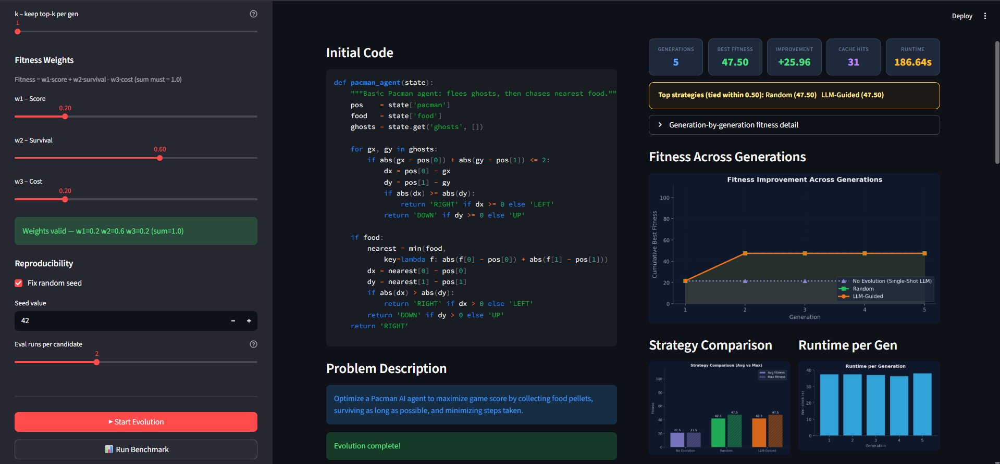 k – keep top-k per gen
1
Fitness Weights
Fitness = w1·score + w2·survival - w3·cost (sum must = 1.0)
w1 – Score
0.20
w2 – Survival
0.60
w3 – Cost
0.20
Weights valid — w1=0.2 w2=0.6 w3=0.2 (sum=1.0)
Reproducibility
Fix random seed
Seed value
42
− +
Eval runs per candidate
2
▶ Start Evolution
Run Benchmark
Deploy
Initial Code
def pacman_agent(state):
    """Basic Pacman agent: flees ghosts, then chases nearest food.""
    pos    = state['pacman']
    food   = state['food']
    ghosts = state.get('ghosts', [])
    for gx, gy in ghosts:
        if abs(gx - pos[0]) + abs(gy - pos[1]) <= 2:
            dx = pos[0] - gx
            dy = pos[1] - gy
            if abs(dx) >= abs(dy):
                return 'RIGHT' if dx >= 0 else 'LEFT'
            return 'DOWN' if dy >= 0 else 'UP'
    if food:
        nearest = min(food,
            key=lambda f: abs(f[0] - pos[0]) + abs(f[1] - pos[1]))
        dx = nearest[0] - pos[0]
        dy = nearest[1] - pos[1]
        if abs(dx) > abs(dy):
            return 'RIGHT' if dx > 0 else 'LEFT'
        return 'DOWN' if dy > 0 else 'UP'
    return 'RIGHT'
Problem Description
Optimize a Pacman AI agent to maximize game score by collecting food pellets,
surviving as long as possible, and minimizing steps taken.
Evolution complete!
GENERATIONS
5
BEST FITNESS
47.50
IMPROVEMENT
+25.96
CACHE HITS
31
RUNTIME
186.64s
Top strategies (tied within 0.50): Random (47.50) LLM-Guided (47.50)
Generation-by-generation fitness detail
Fitness Across Generations
Fitness Improvement Across Generations
Cumulative Best Fitness
100
80
60
40
20
0
No Evolution (Single-Shot LLM)
Random
LLM-Guided
1 2 3 4 5
Generation
Strategy Comparison
Strategy Comparison (Avg vs Max)
Avg Fitness
Max Fitness
Fitness
100
80
60
40
20
0
21.5 21.5 42.3 47.5 42.3 47.5
No Evolution Random LLM-Guided
Runtime per Gen
Runtime per Generation
Wall-clock (s)
40
30
20
10
0
1 2 3 4 5
Generation